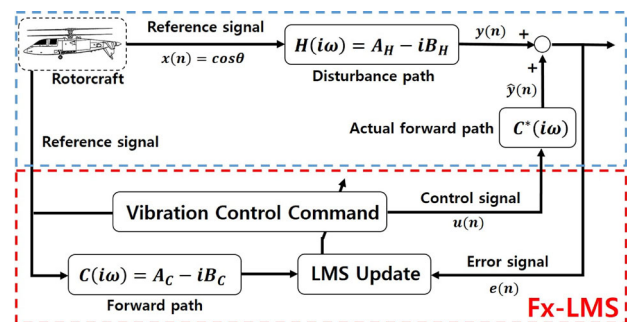 Reference signal
x(n) = cosθ
H(iω) = A_H − iB_H
Disturbance path
y(n)
+
+
ŷ(n)
Rotorcraft
Reference signal
Actual forward path
C*(iω)
Vibration Control Command
Control signal
u(n)
C(iω) = A_C − iB_C
Forward path
LMS Update
Error signal
e(n)
Fx-LMS